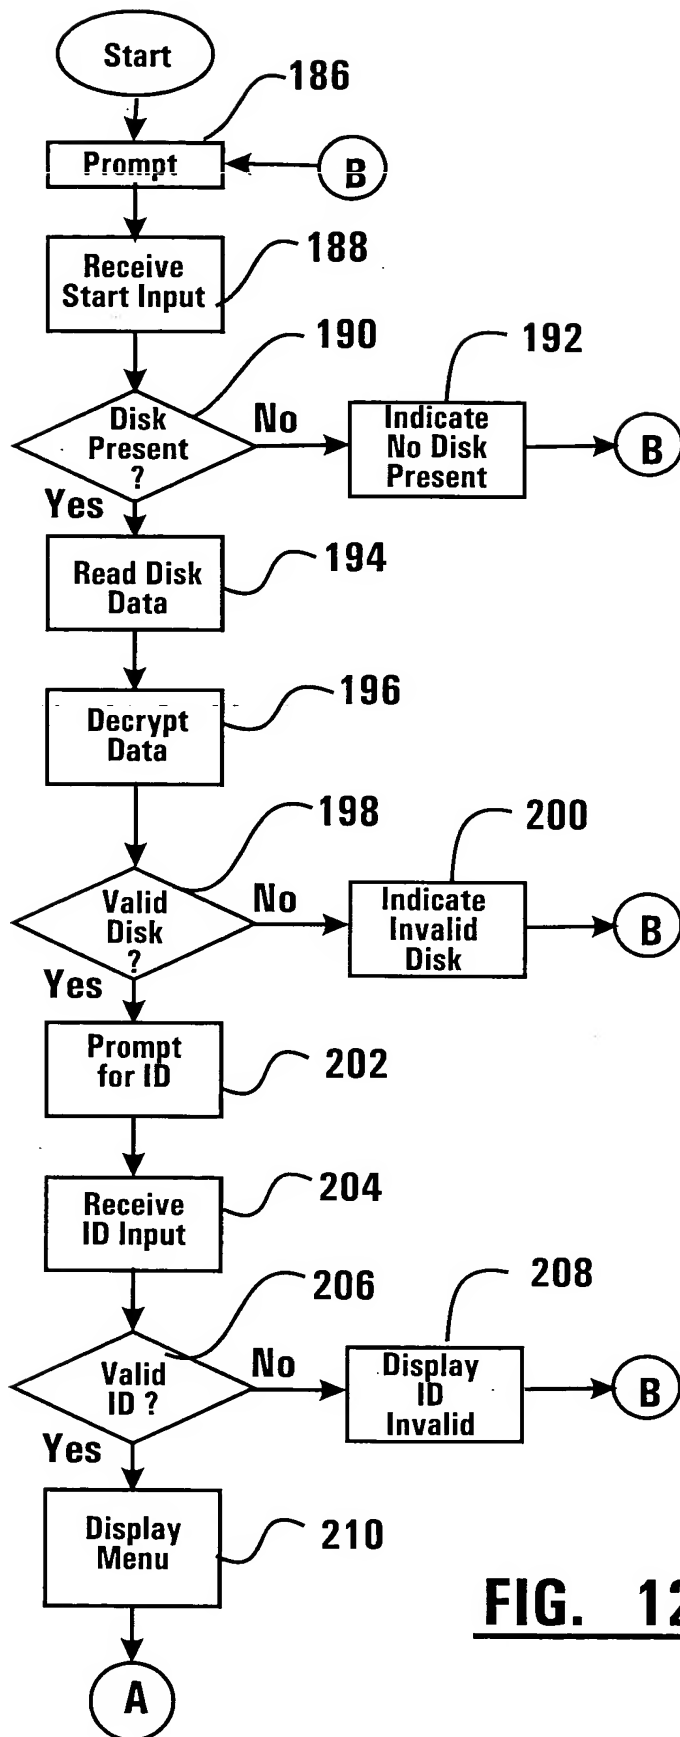 Start
186
Prompt
B
Receive
Start Input
188
190
Disk
Present
?
No
192
Indicate
No Disk
Present
B
Yes
Read Disk
Data
194
Decrypt
Data
196
198
Valid
Disk
?
No
200
Indicate
Invalid
Disk
B
Yes
Prompt
for ID
202
Receive
ID Input
204
206
Valid
ID ?
No
208
Display
ID
Invalid
B
Yes
Display
Menu
210
FIG. 12
A